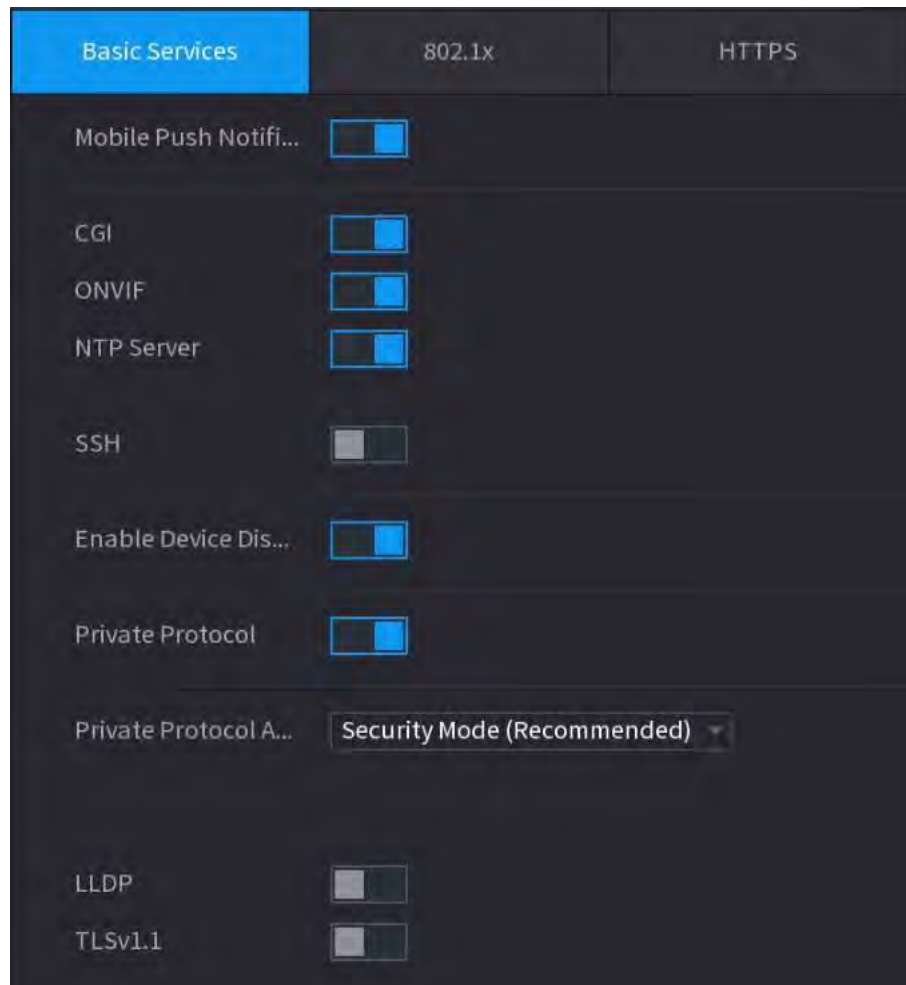 Basic Services 802.1x HTTPS
Mobile Push Notifi...
CGI
ONVIF
NTP Server
SSH
Enable Device Dis...
Private Protocol
Private Protocol A... Security Mode (Recommended)
LLDP
TLSv1.1